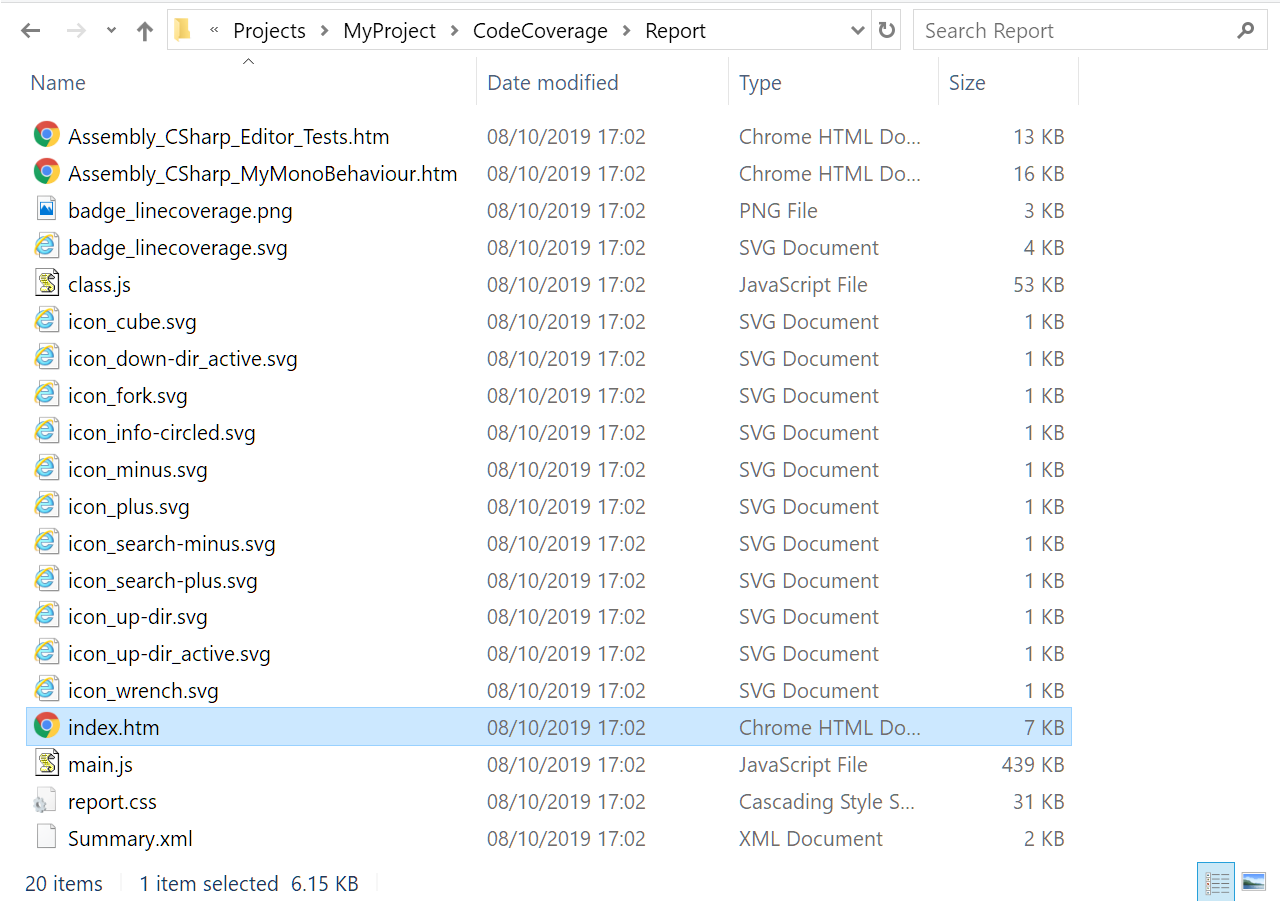 « Projects > MyProject > CodeCoverage > Report Search Report
Name Date modified Type Size
Assembly_CSharp_Editor_Tests.htm 08/10/2019 17:02 Chrome HTML Do... 13 KB
Assembly_CSharp_MyMonoBehaviour.htm 08/10/2019 17:02 Chrome HTML Do... 16 KB
badge_linecoverage.png 08/10/2019 17:02 PNG File 3 KB
badge_linecoverage.svg 08/10/2019 17:02 SVG Document 4 KB
class.js 08/10/2019 17:02 JavaScript File 53 KB
icon_cube.svg 08/10/2019 17:02 SVG Document 1 KB
icon_down-dir_active.svg 08/10/2019 17:02 SVG Document 1 KB
icon_fork.svg 08/10/2019 17:02 SVG Document 1 KB
icon_info-circled.svg 08/10/2019 17:02 SVG Document 1 KB
icon_minus.svg 08/10/2019 17:02 SVG Document 1 KB
icon_plus.svg 08/10/2019 17:02 SVG Document 1 KB
icon_search-minus.svg 08/10/2019 17:02 SVG Document 1 KB
icon_search-plus.svg 08/10/2019 17:02 SVG Document 1 KB
icon_up-dir.svg 08/10/2019 17:02 SVG Document 1 KB
icon_up-dir_active.svg 08/10/2019 17:02 SVG Document 1 KB
icon_wrench.svg 08/10/2019 17:02 SVG Document 1 KB
index.htm 08/10/2019 17:02 Chrome HTML Do... 7 KB
main.js 08/10/2019 17:02 JavaScript File 439 KB
report.css 08/10/2019 17:02 Cascading Style S... 31 KB
Summary.xml 08/10/2019 17:02 XML Document 2 KB
20 items 1 item selected 6.15 KB